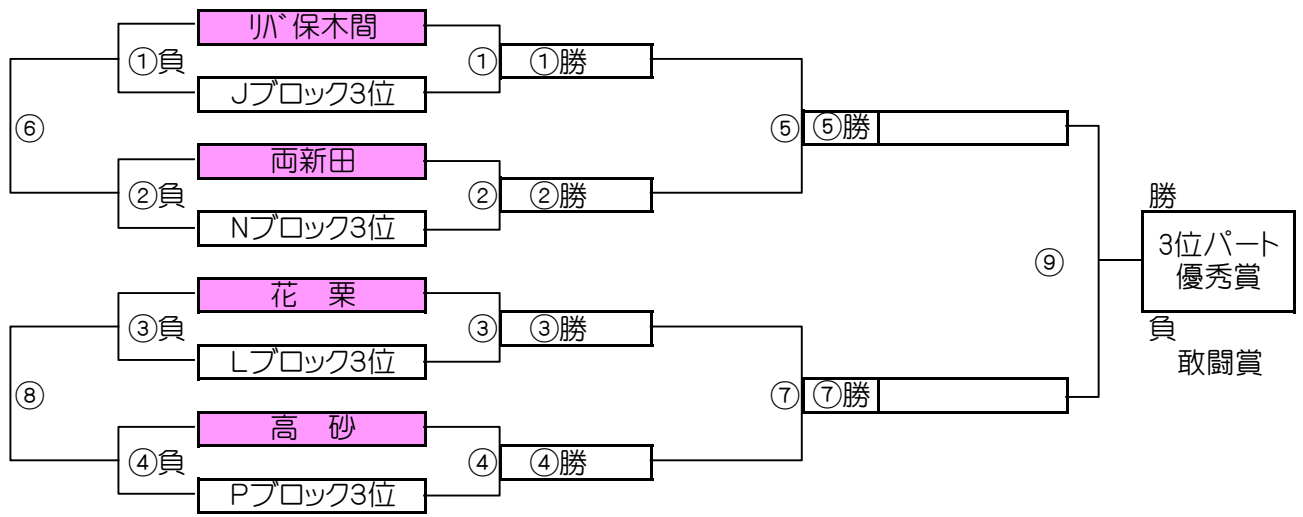 リバ保木間
①負 ① ①勝
Jブロック3位
⑥ ⑤ ⑤勝
両新田
②負 ② ②勝
Nブロック3位
勝
3位パート
優秀賞
⑨
花 栗
③負 ③ ③勝
Lブロック3位
負
敢闘賞
⑧ ⑦ ⑦勝
高 砂
④負 ④ ④勝
Pブロック3位